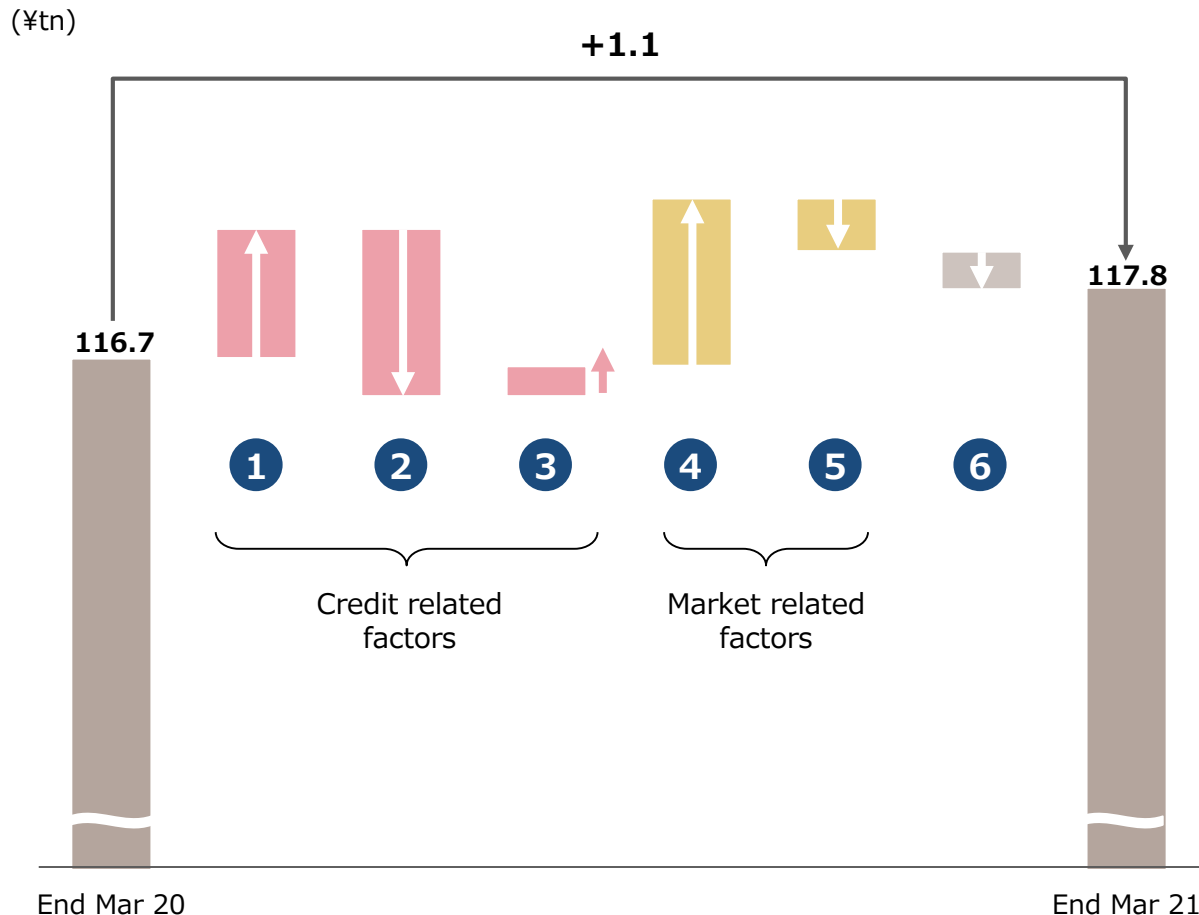 (¥tn)
+1.1
116.7
117.8
1
2
3
4
5
6
Credit related
factors
Market related
factors
End Mar 20
End Mar 21